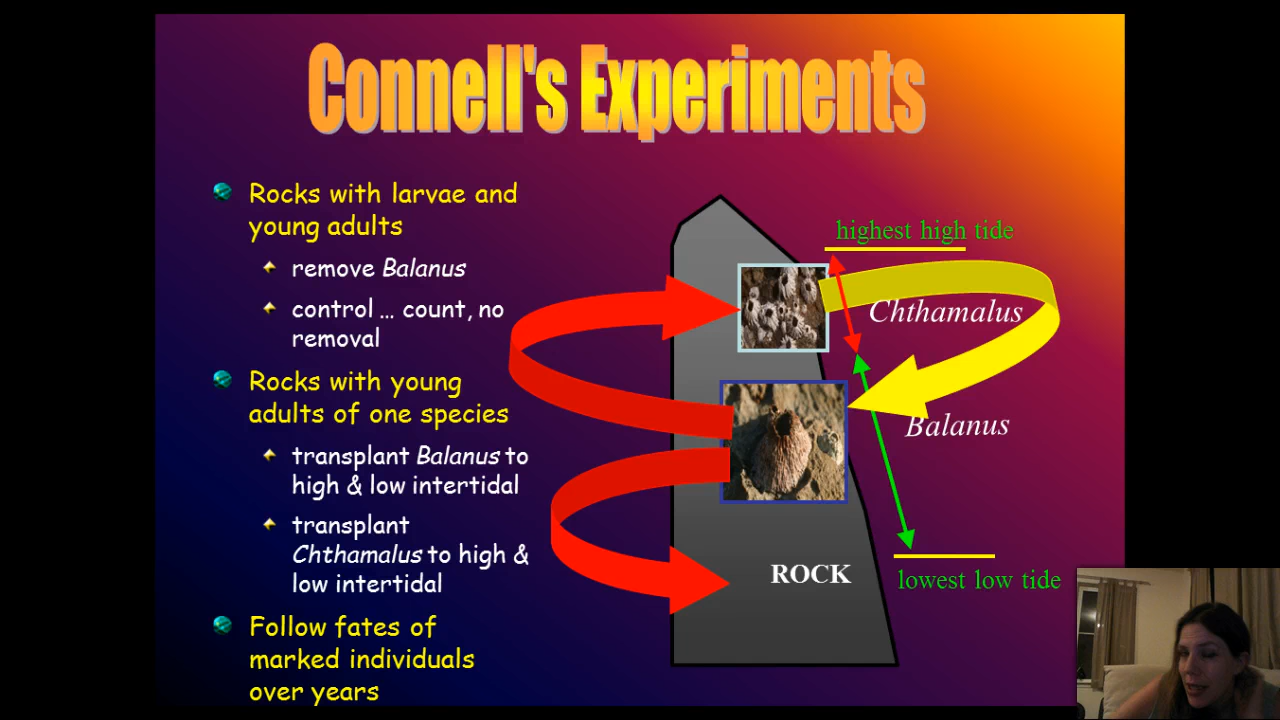 Connell's Experiments
Rocks with larvae and
young adults
remove Balanus
control ... count, no
removal
Rocks with young
adults of one species
transplant Balanus to
high & low intertidal
transplant
Chthamalus to high &
low intertidal
Follow fates of
marked individuals
over years
highest high tide
Chthamalus
Balanus
ROCK
lowest low tide